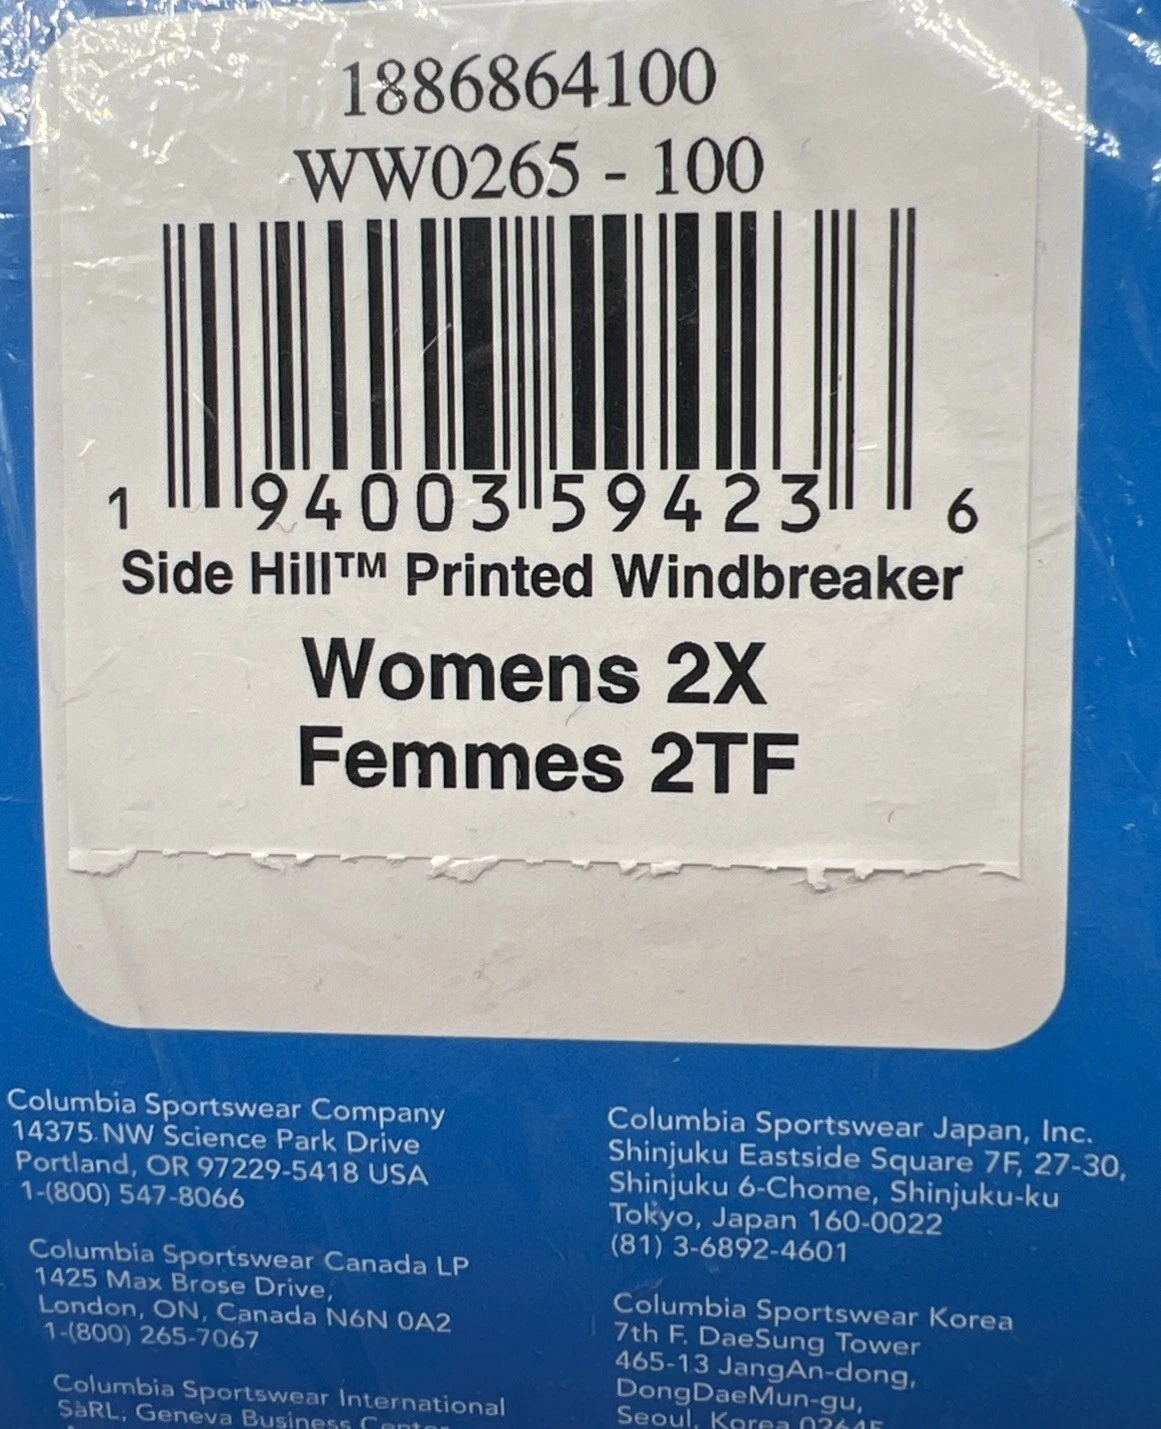 1886864100
WW0265 - 100
1 94003 59423 6
Side Hill™ Printed Windbreaker
Womens 2X
Femmes 2TF
Columbia Sportswear Company
14375 NW Science Park Drive
Portland, OR 97229-5418 USA
1-(800) 547-8066
Columbia Sportswear Canada LP
1425 Max Brose Drive,
London, ON, Canada N6N 0A2
1-(800) 265-7067
Columbia Sportswear International
SàRL, Geneva Business
Columbia Sportswear Japan, Inc.
Shinjuku Eastside Square 7F, 27-30,
Shinjuku 6-Chome, Shinjuku-ku
Tokyo, Japan 160-0022
(81) 3-6892-4601
Columbia Sportswear Korea
7th F. DaeSung Tower
465-13 JangAn-dong,
DongDaeMun-gu,
Seoul, Korea